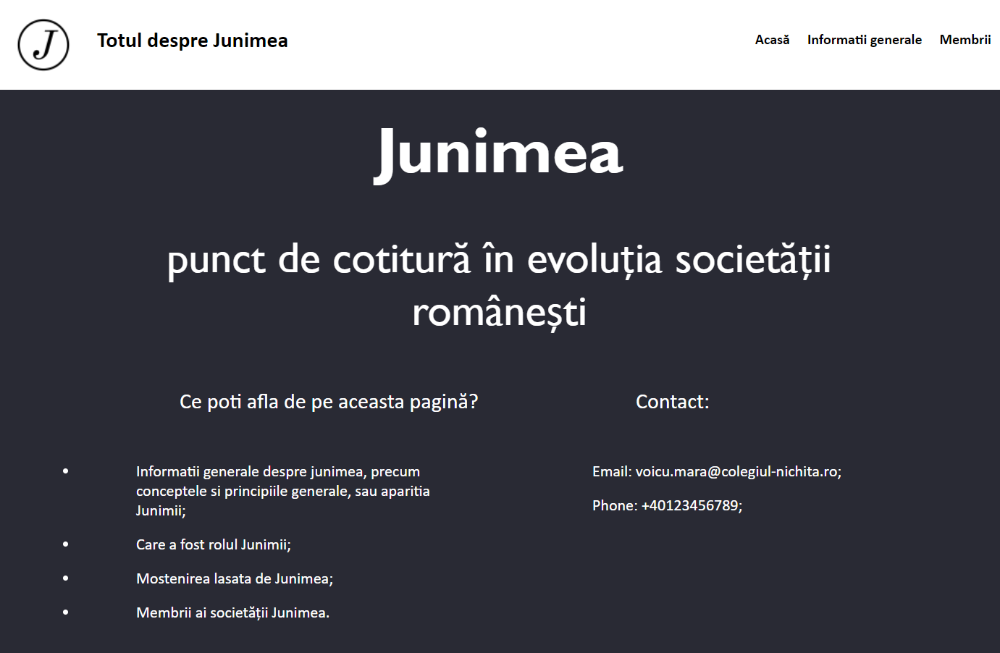 J
Totul despre Junimea
Acasă Informatii generale Membrii
Junimea
punct de cotitură în evoluția societății
românești
Ce poti afla de pe aceasta pagină?
• Informatii generale despre junimea, precum
conceptele si principiile generale, sau aparitia
Junimii;
• Care a fost rolul Junimii;
• Mostenirea lasata de Junimea;
• Membrii ai societății Junimea.
Contact:
Email: voicu.mara@colegiul-nichita.ro;
Phone: +40123456789;